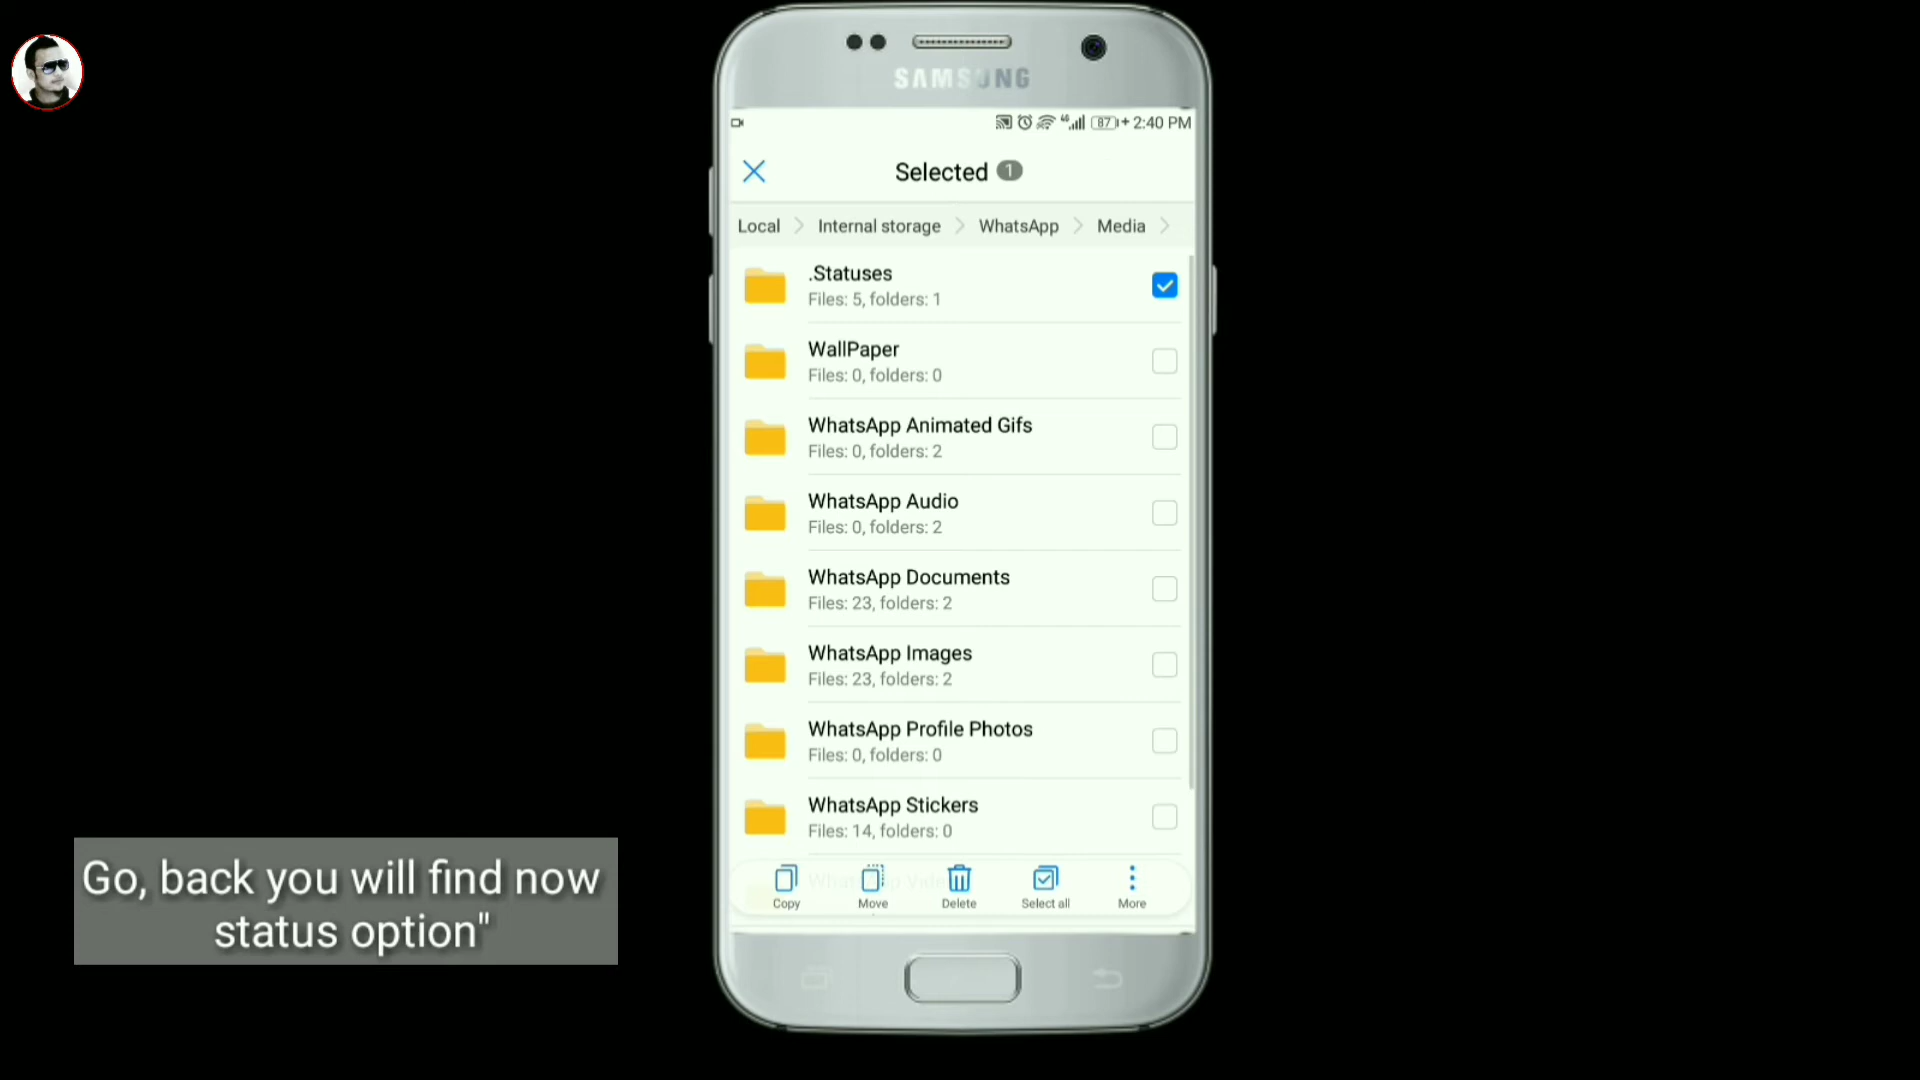 SAMSUNG
4G 87 + 2:40 PM
Selected 1
Local Internal storage WhatsApp Media
.Statuses
Files: 5, folders: 1
WallPaper
Files: 0, folders: 0
WhatsApp Animated Gifs
Files: 0, folders: 2
WhatsApp Audio
Files: 0, folders: 2
WhatsApp Documents
Files: 23, folders: 2
WhatsApp Images
Files: 23, folders: 2
WhatsApp Profile Photos
Files: 0, folders: 0
WhatsApp Stickers
Files: 14, folders: 0
Copy Move Delete Select all More
Go, back you will find now
status option"